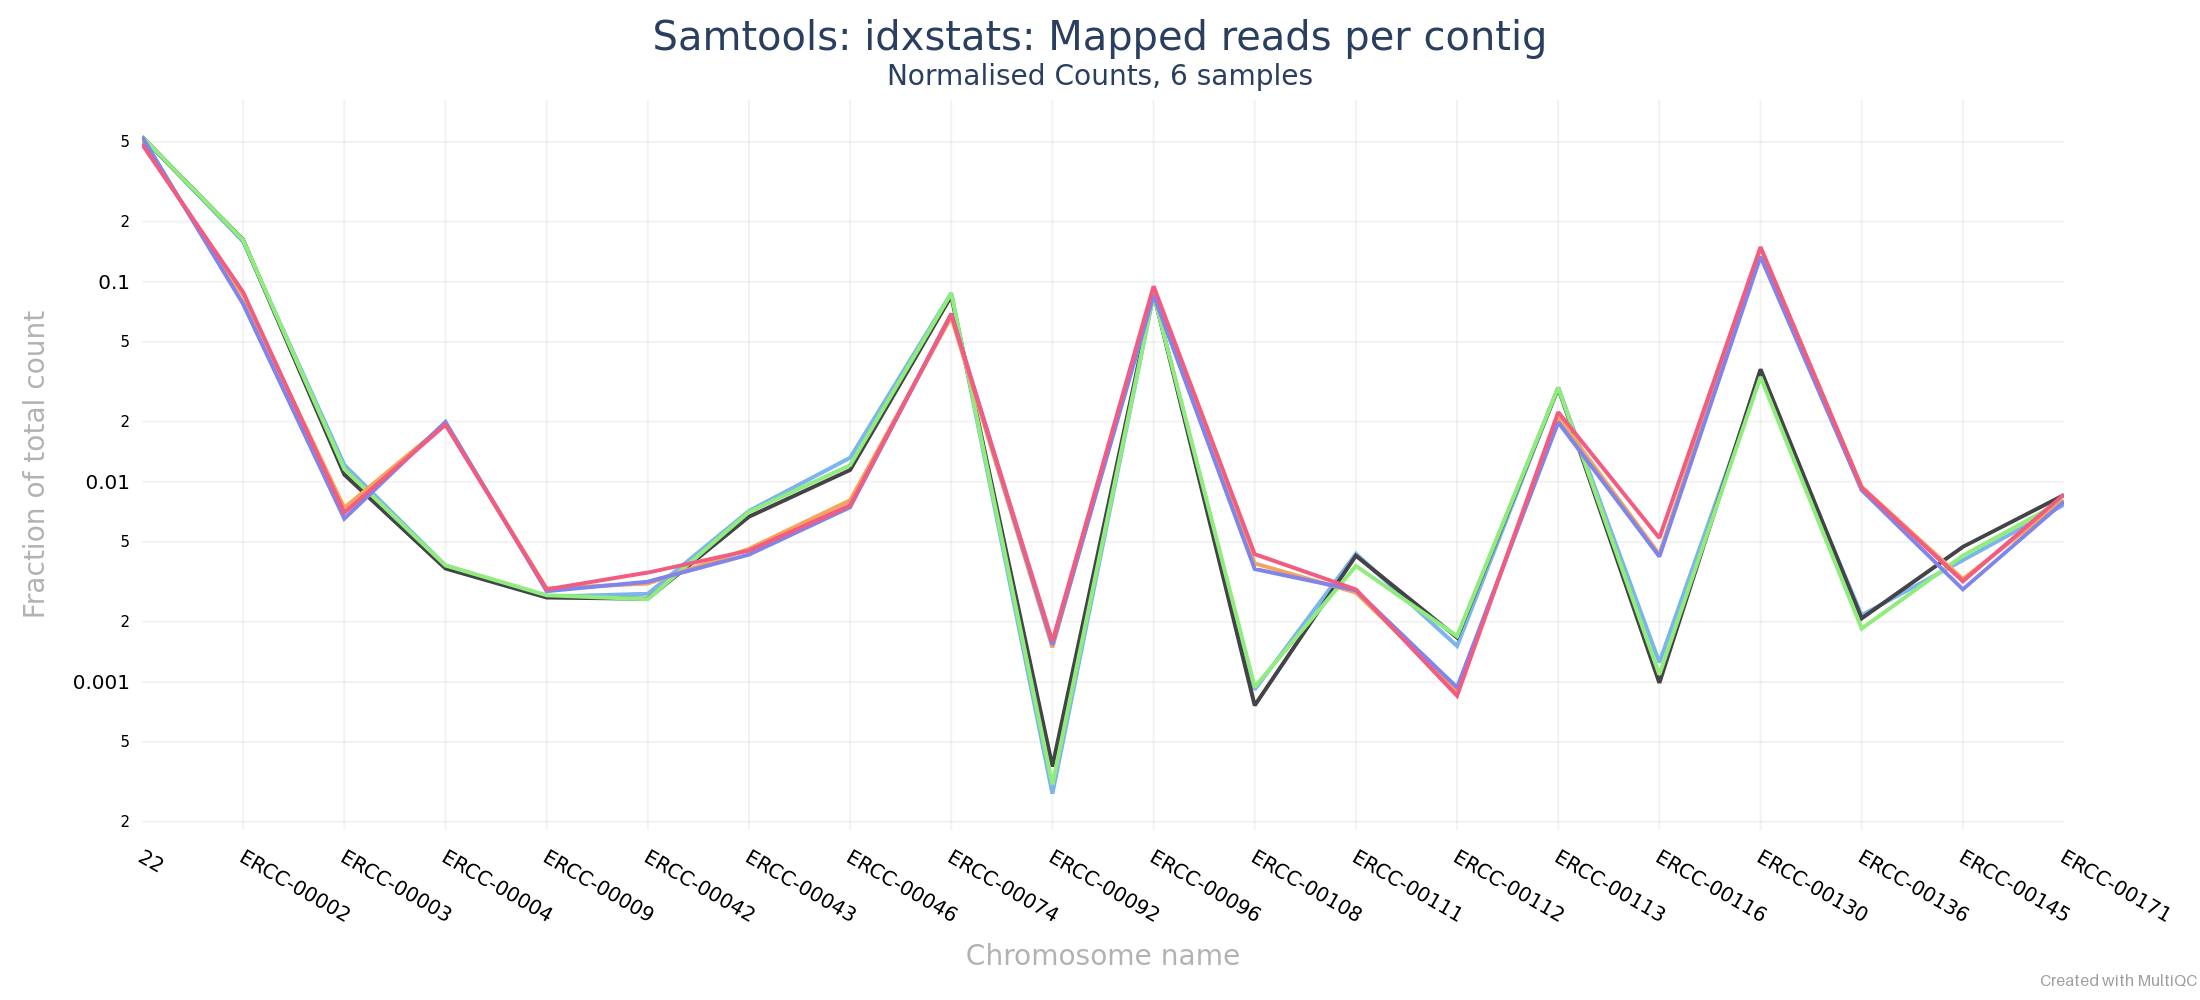 Samtools: idxstats: Mapped reads per contig
Normalised Counts, 6 samples
Fraction of total count
5
2
0.1
5
2
0.01
5
2
0.001
5
2
22
ERCC-00002
ERCC-00003
ERCC-00004
ERCC-00009
ERCC-00042
ERCC-00043
ERCC-00046
ERCC-00074
ERCC-00092
ERCC-00096
ERCC-00108
ERCC-00111
ERCC-00112
ERCC-00113
ERCC-00116
ERCC-00130
ERCC-00136
ERCC-00145
ERCC-00171
Chromosome name
Created with MultiQC